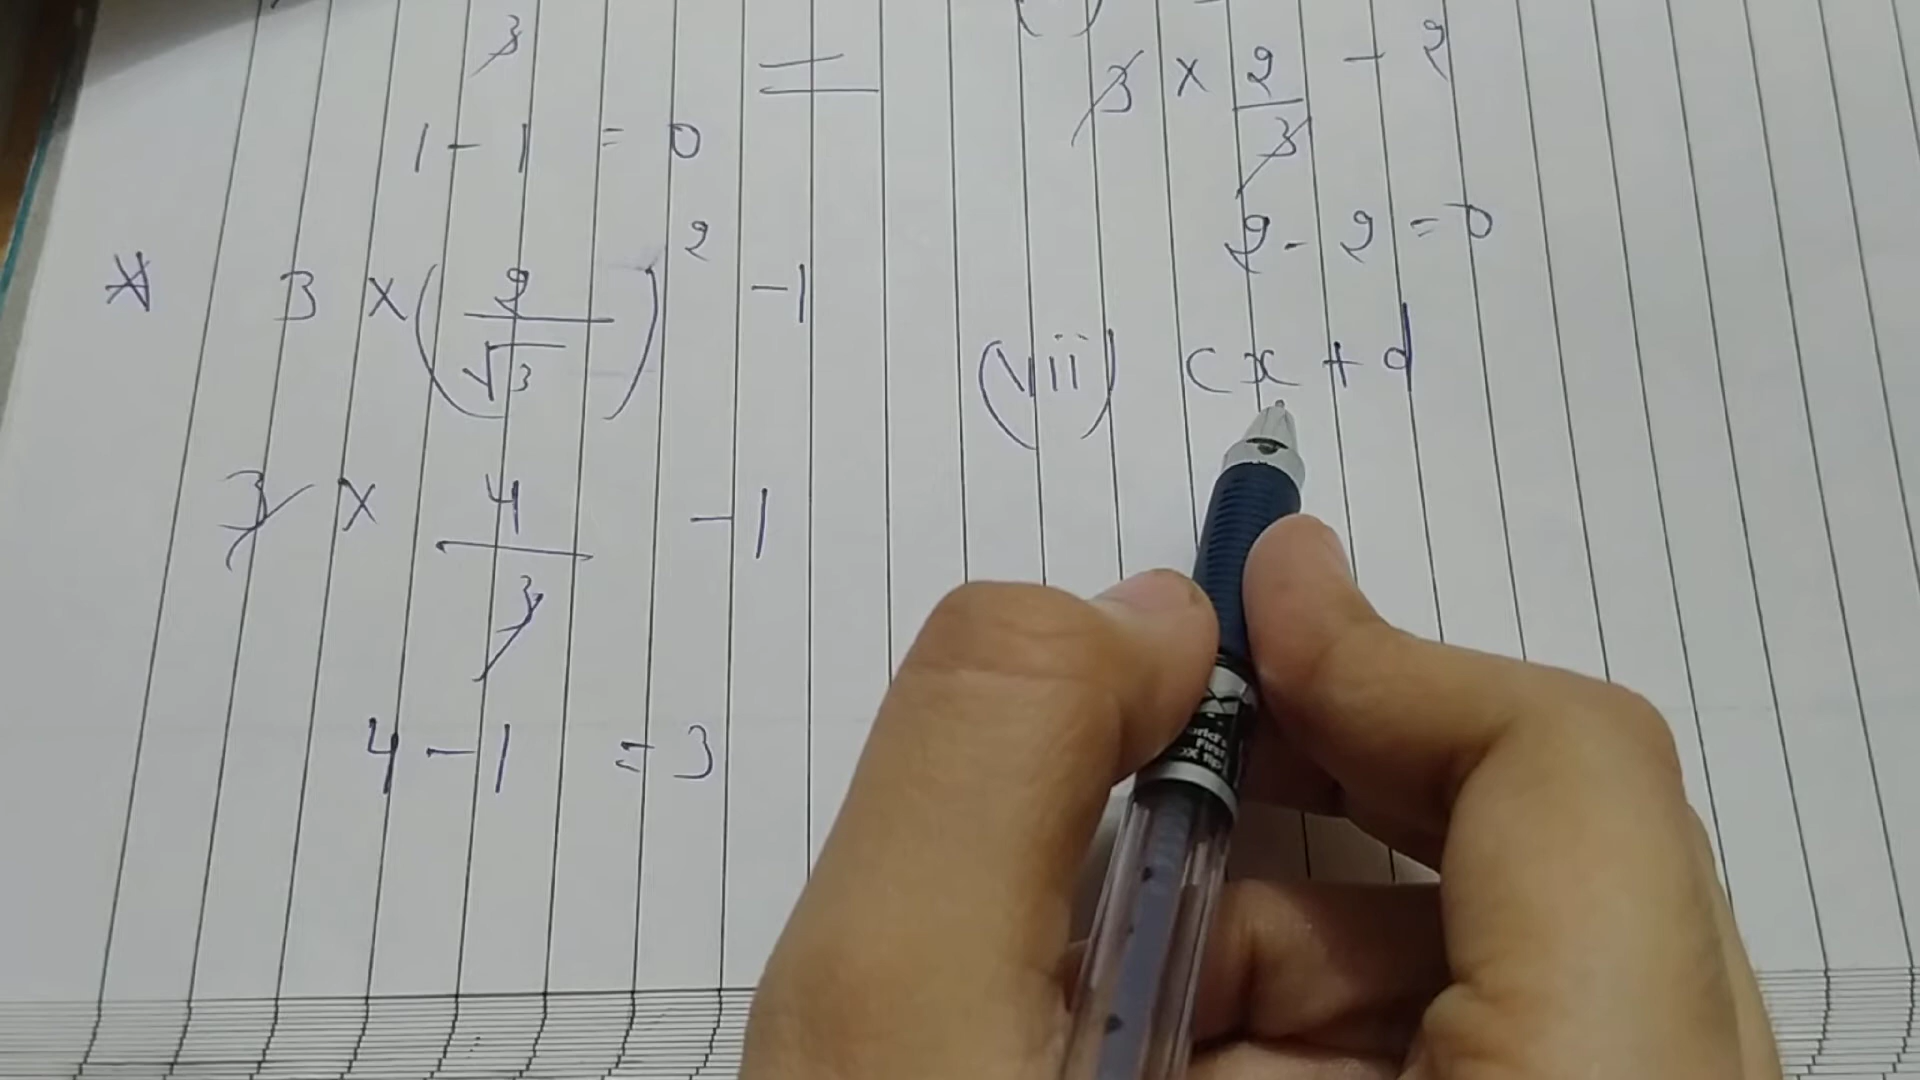 3
1 - 1 = 0
* 3 × (2/√3)² - 1
3 × 4/3 - 1
4 - 1 = 3
3 × 2/3 - 2
2 - 2 = 0
(vii) cx + d